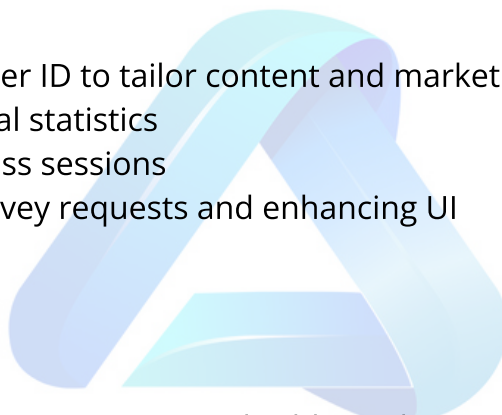 er ID to tailor content and market
al statistics
ss sessions
vey requests and enhancing UI